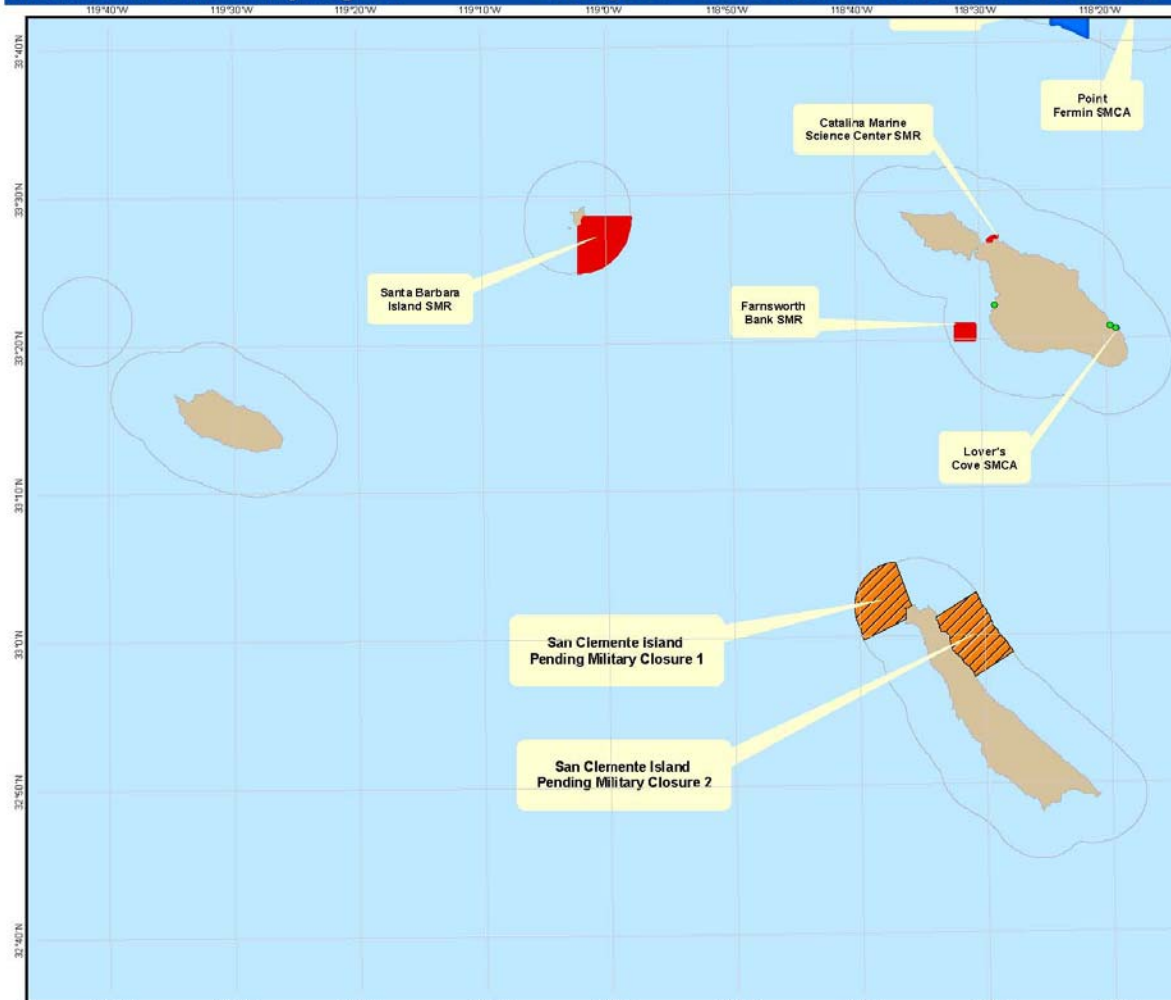 119°40'W
119°30'W
119°20'W
119°10'W
119°0'W
118°50'W
118°40'W
118°30'W
118°20'W
33°40'N
33°30'N
33°20'N
33°10'N
33°0'N
32°50'N
32°40'N
Point
Fermin SMCA
Catalina Marine
Science Center SMR
Santa Barbara
Island SMR
Farnsworth
Bank SMR
Lover's
Cove SMCA
San Clemente Island
Pending Military Closure 1
San Clemente Island
Pending Military Closure 2